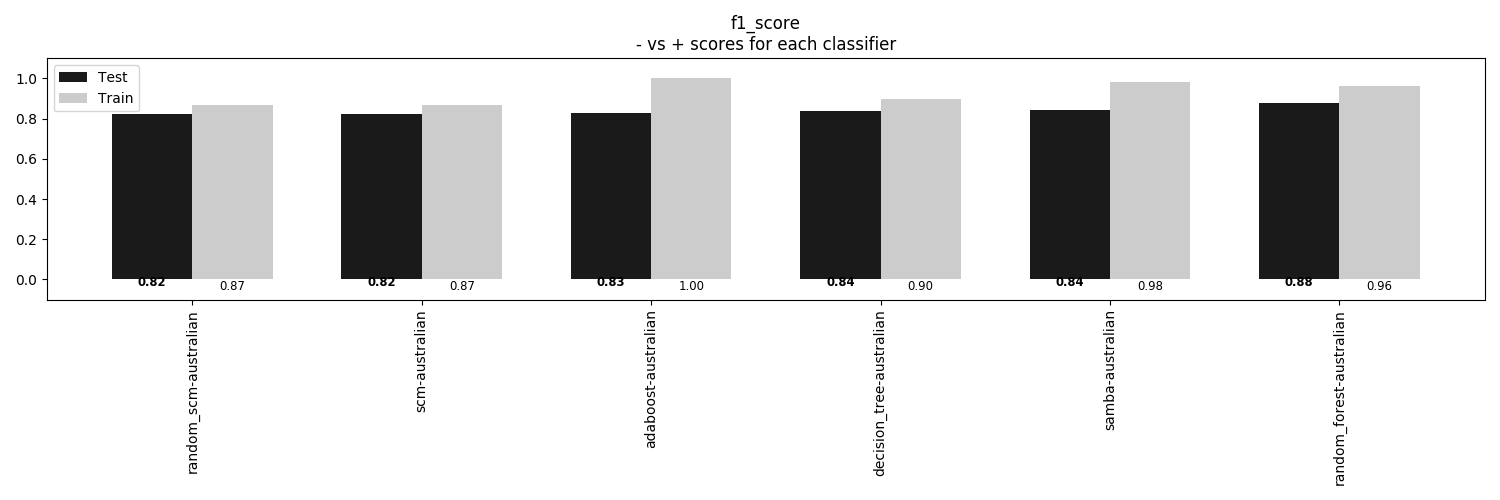 f1_score
- vs + scores for each classifier
Test
Train
1.0
0.8
0.6
0.4
0.2
0.0
0.82 0.87 0.82 0.87 0.83 1.00 0.84 0.90 0.84 0.98 0.88 0.96
random_scm-australian
scm-australian
adaboost-australian
decision_tree-australian
samba-australian
random_forest-australian